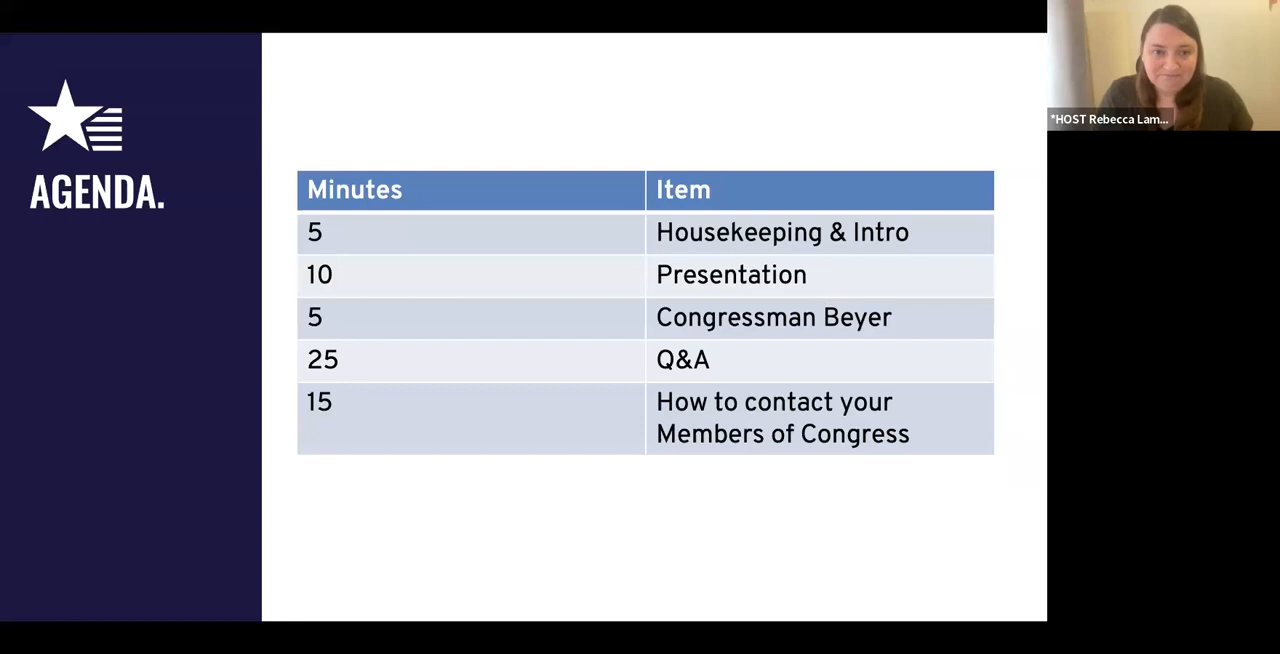 AGENDA.
Minutes Item
5 Housekeeping & Intro
10 Presentation
5 Congressman Beyer
25 Q&A
15 How to contact your
Members of Congress
*HOST Rebecca Lam...